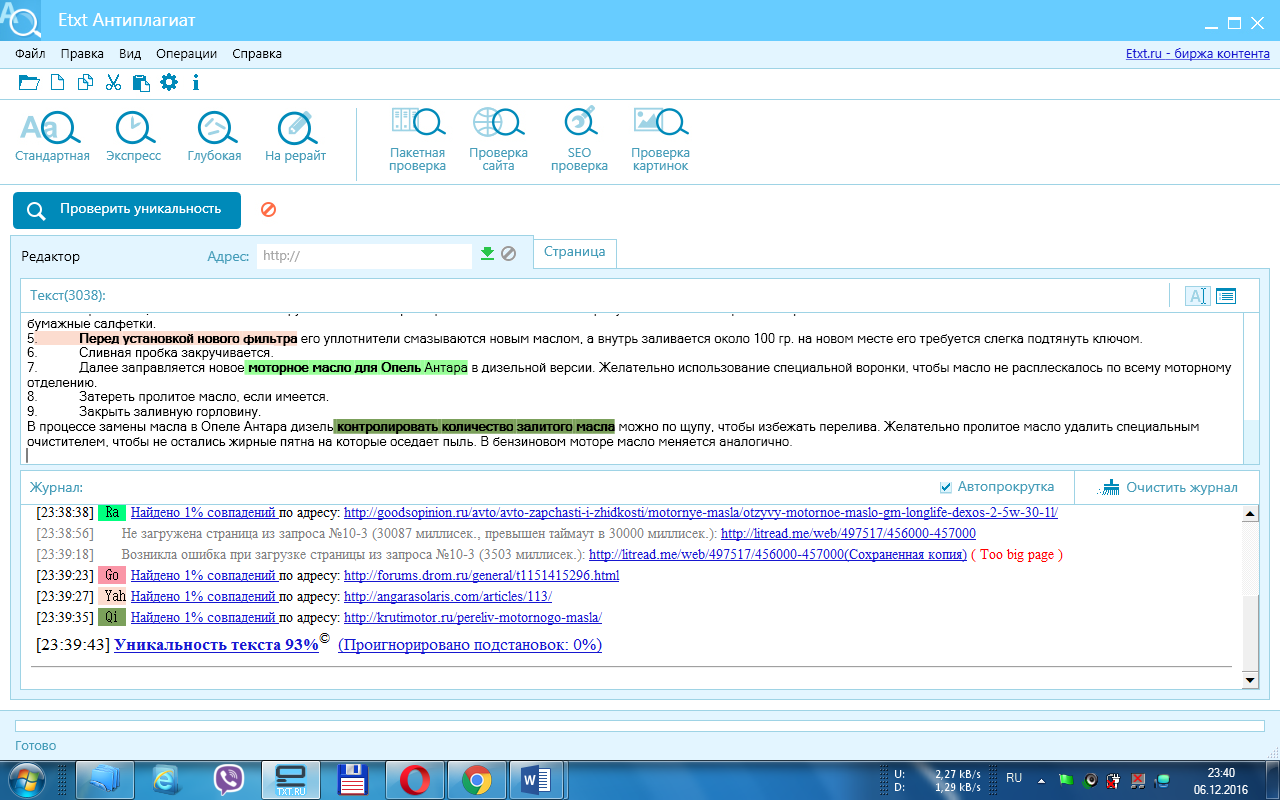 Etxt Антиплагиат
Файл Правка Вид Операции Справка Etxt.ru - биржа контента
Стандартная Экспресс Глубокая На рерайт Пакетная проверка Проверка сайта SEO проверка Проверка картинок
Проверить уникальность
Редактор Адрес: http:// Страница
Текст(3038):
бумажные салфетки.
5. Перед установкой нового фильтра его уплотнители смазываются новым маслом, а внутрь заливается около 100 гр. на новом месте его требуется слегка подтянуть ключом.
6. Сливная пробка закручивается.
7. Далее заправляется новое моторное масло для Опель Антара в дизельной версии. Желательно использование специальной воронки, чтобы масло не расплескалось по всему моторному
отделению.
8. Затереть пролитое масло, если имеется.
9. Закрыть заливную горловину.
В процессе замены масла в Опеле Антара дизель контролировать количество залитого масла можно по щупу, чтобы избежать перелива. Желательно пролитое масло удалить специальным
очистителем, чтобы не остались жирные пятна на которые оседает пыль. В бензиновом моторе масло меняется аналогично.
Журнал: Автопрокрутка Очистить журнал
[23:38:38] Ra Найдено 1% совпадений по адресу: http://goodsopinion.ru/avto/avto-zapchasti-i-zhidkosti/motornye-masla/otzyvy-motornoe-maslo-gm-longlife-dexos-2-5w-30-1l/
[23:38:56] Не загружена страница из запроса №10-3 (30087 миллисек., превышен таймаут в 30000 миллисек.): http://litread.me/web/497517/456000-457000
[23:39:18] Возникла ошибка при загрузке страницы из запроса №10-3 (3503 миллисек.): http://litread.me/web/497517/456000-457000(Сохраненная копия) ( Too big page )
[23:39:23] Go Найдено 1% совпадений по адресу: http://forums.drom.ru/general/t1151415296.html
[23:39:27] Yah Найдено 1% совпадений по адресу: http://angarasolaris.com/articles/113/
[23:39:35] Qi Найдено 1% совпадений по адресу: http://krutimotor.ru/pereliv-motornogo-masla/
[23:39:43] Уникальность текста 93%© (Проигнорировано подстановок: 0%)
Готово
TXT.RU
U: 2,27 kB/s
D: 1,29 kB/s
RU
23:40
06.12.2016